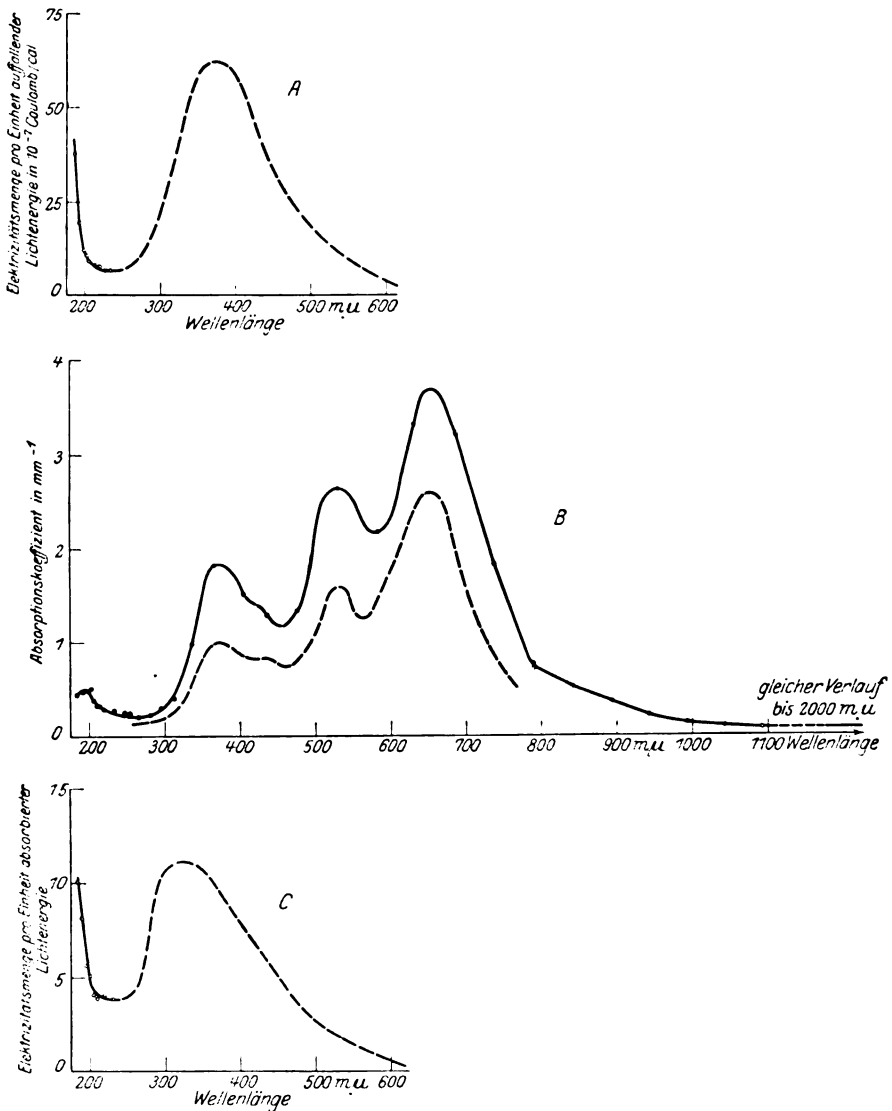 Elektrizitätsmenge pro Einheit auffallender
Lichtenergie in 10⁻⁷ Coulomb/cal
75
50
25
0
A
200 300 400 500 mμ 600
Wellenlänge
Absorptionskoeffizient in mm⁻¹
4
3
2
1
0
B
gleicher Verlauf
bis 2000 mμ
200 300 400 500 600 700 800 900 mμ 1000 1100 Wellenlänge
Elektrizitätsmenge pro Einheit absorbierter
Lichtenergie
15
10
5
0
C
200 300 400 500 mμ 600
Wellenlänge